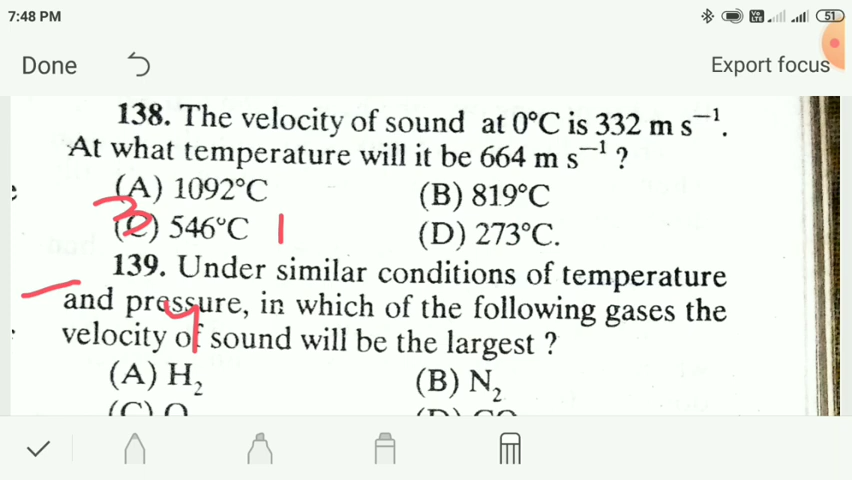 7:48 PM
51
Done
Export focus
138. The velocity of sound at 0°C is 332 m s⁻¹.
At what temperature will it be 664 m s⁻¹ ?
(A) 1092°C (B) 819°C
(C) 546°C (D) 273°C.
139. Under similar conditions of temperature
and pressure, in which of the following gases the
velocity of sound will be the largest ?
(A) H₂ (B) N₂